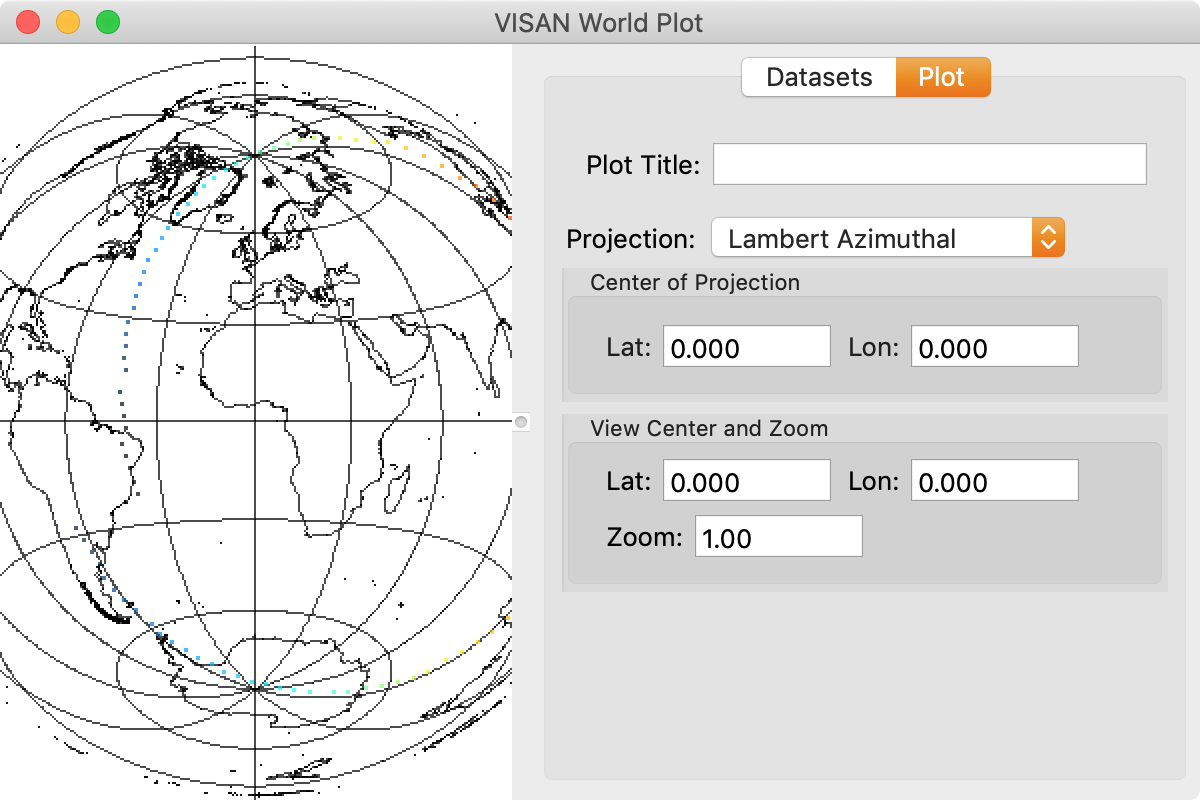 VISAN World Plot
Datasets Plot
Plot Title:
Projection: Lambert Azimuthal
Center of Projection
Lat: 0.000 Lon: 0.000
View Center and Zoom
Lat: 0.000 Lon: 0.000
Zoom: 1.00